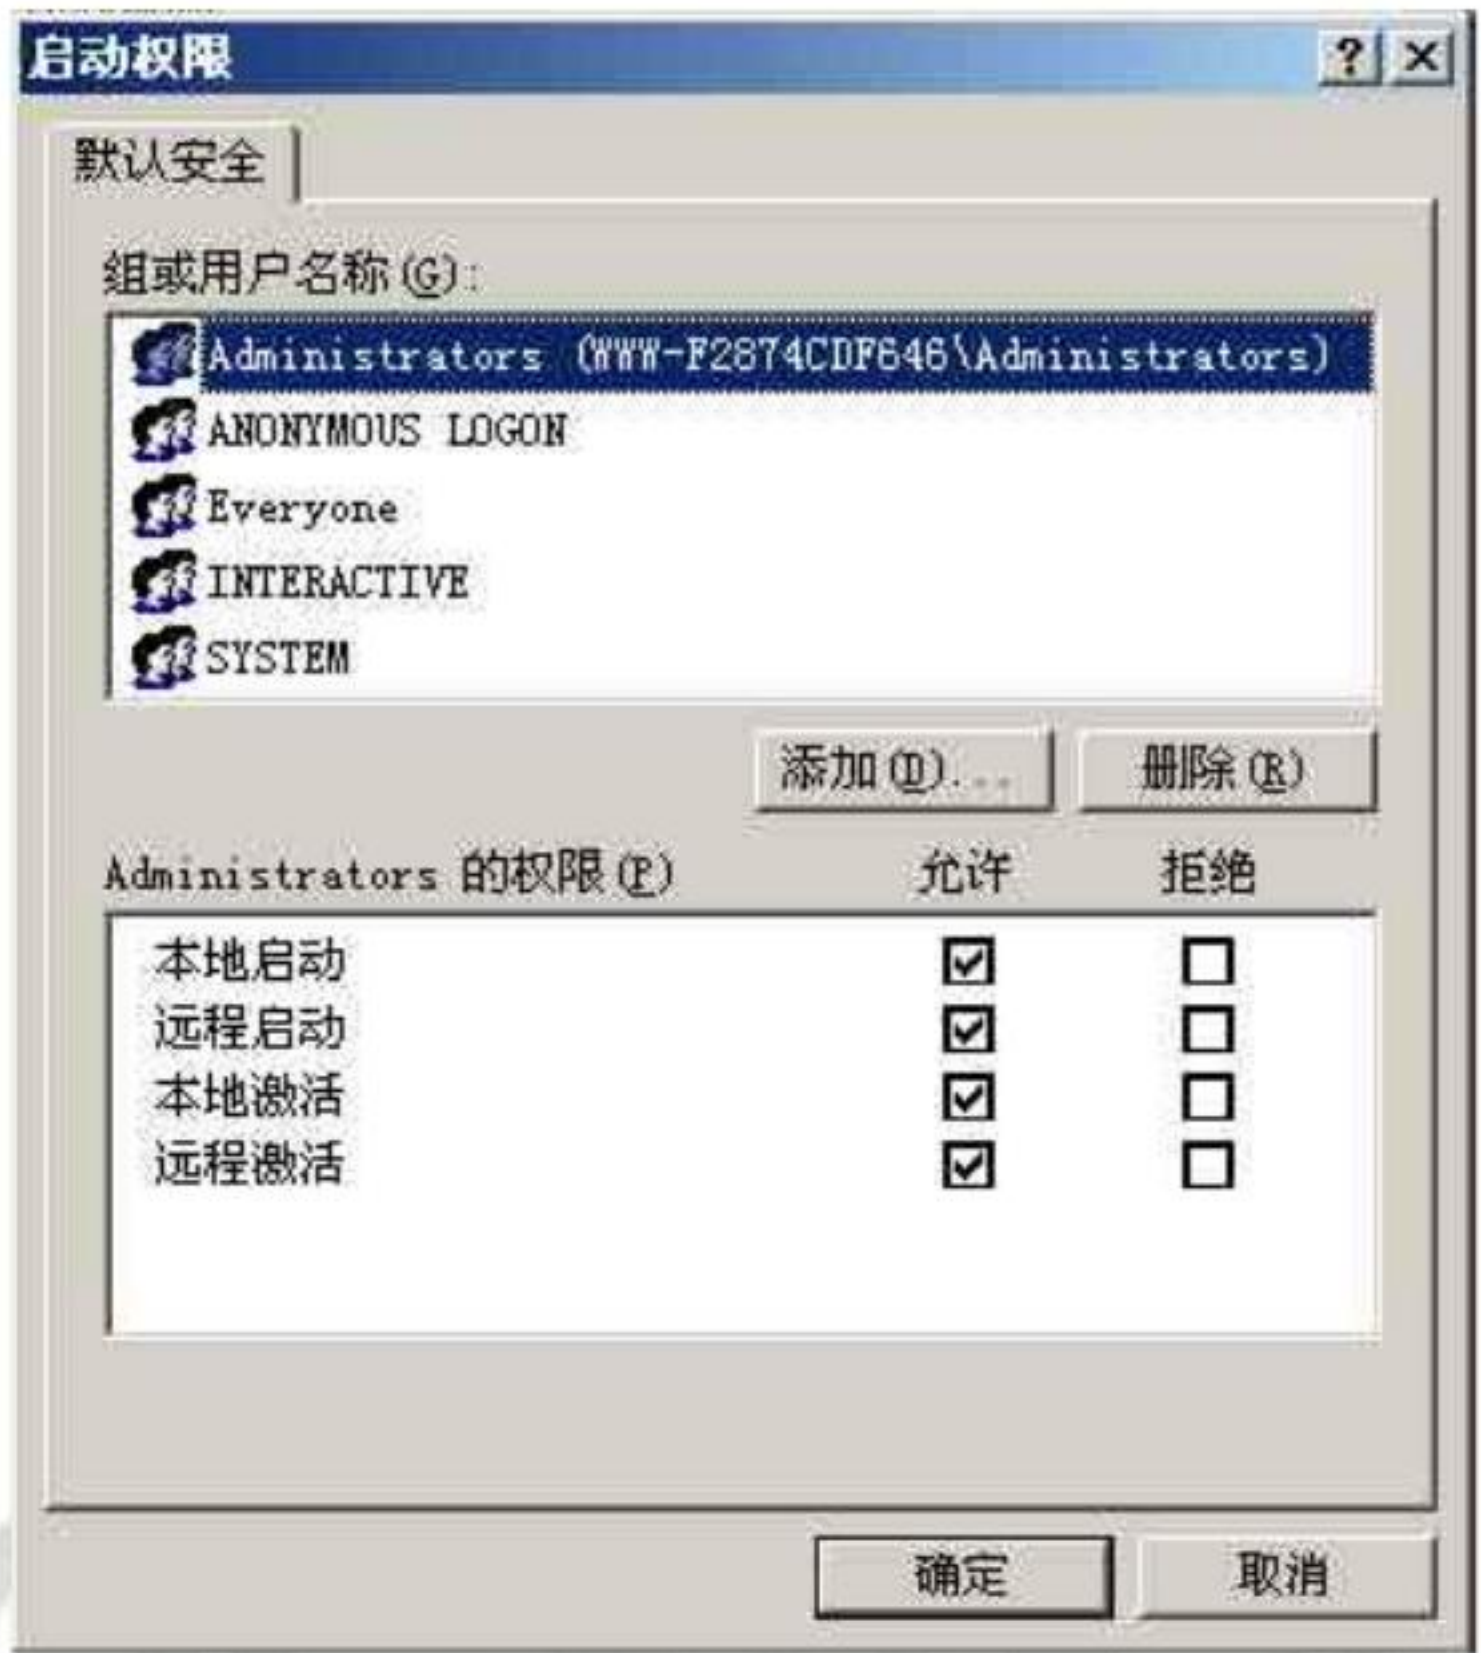 启动权限
默认安全
组或用户名称(G):
Administrators (WWW-F2874CDF646\Administrators)
ANONYMOUS LOGON
Everyone
INTERACTIVE
SYSTEM
添加(D)... 删除(R)
Administrators 的权限(P) 允许 拒绝
本地启动
远程启动
本地激活
远程激活
确定 取消